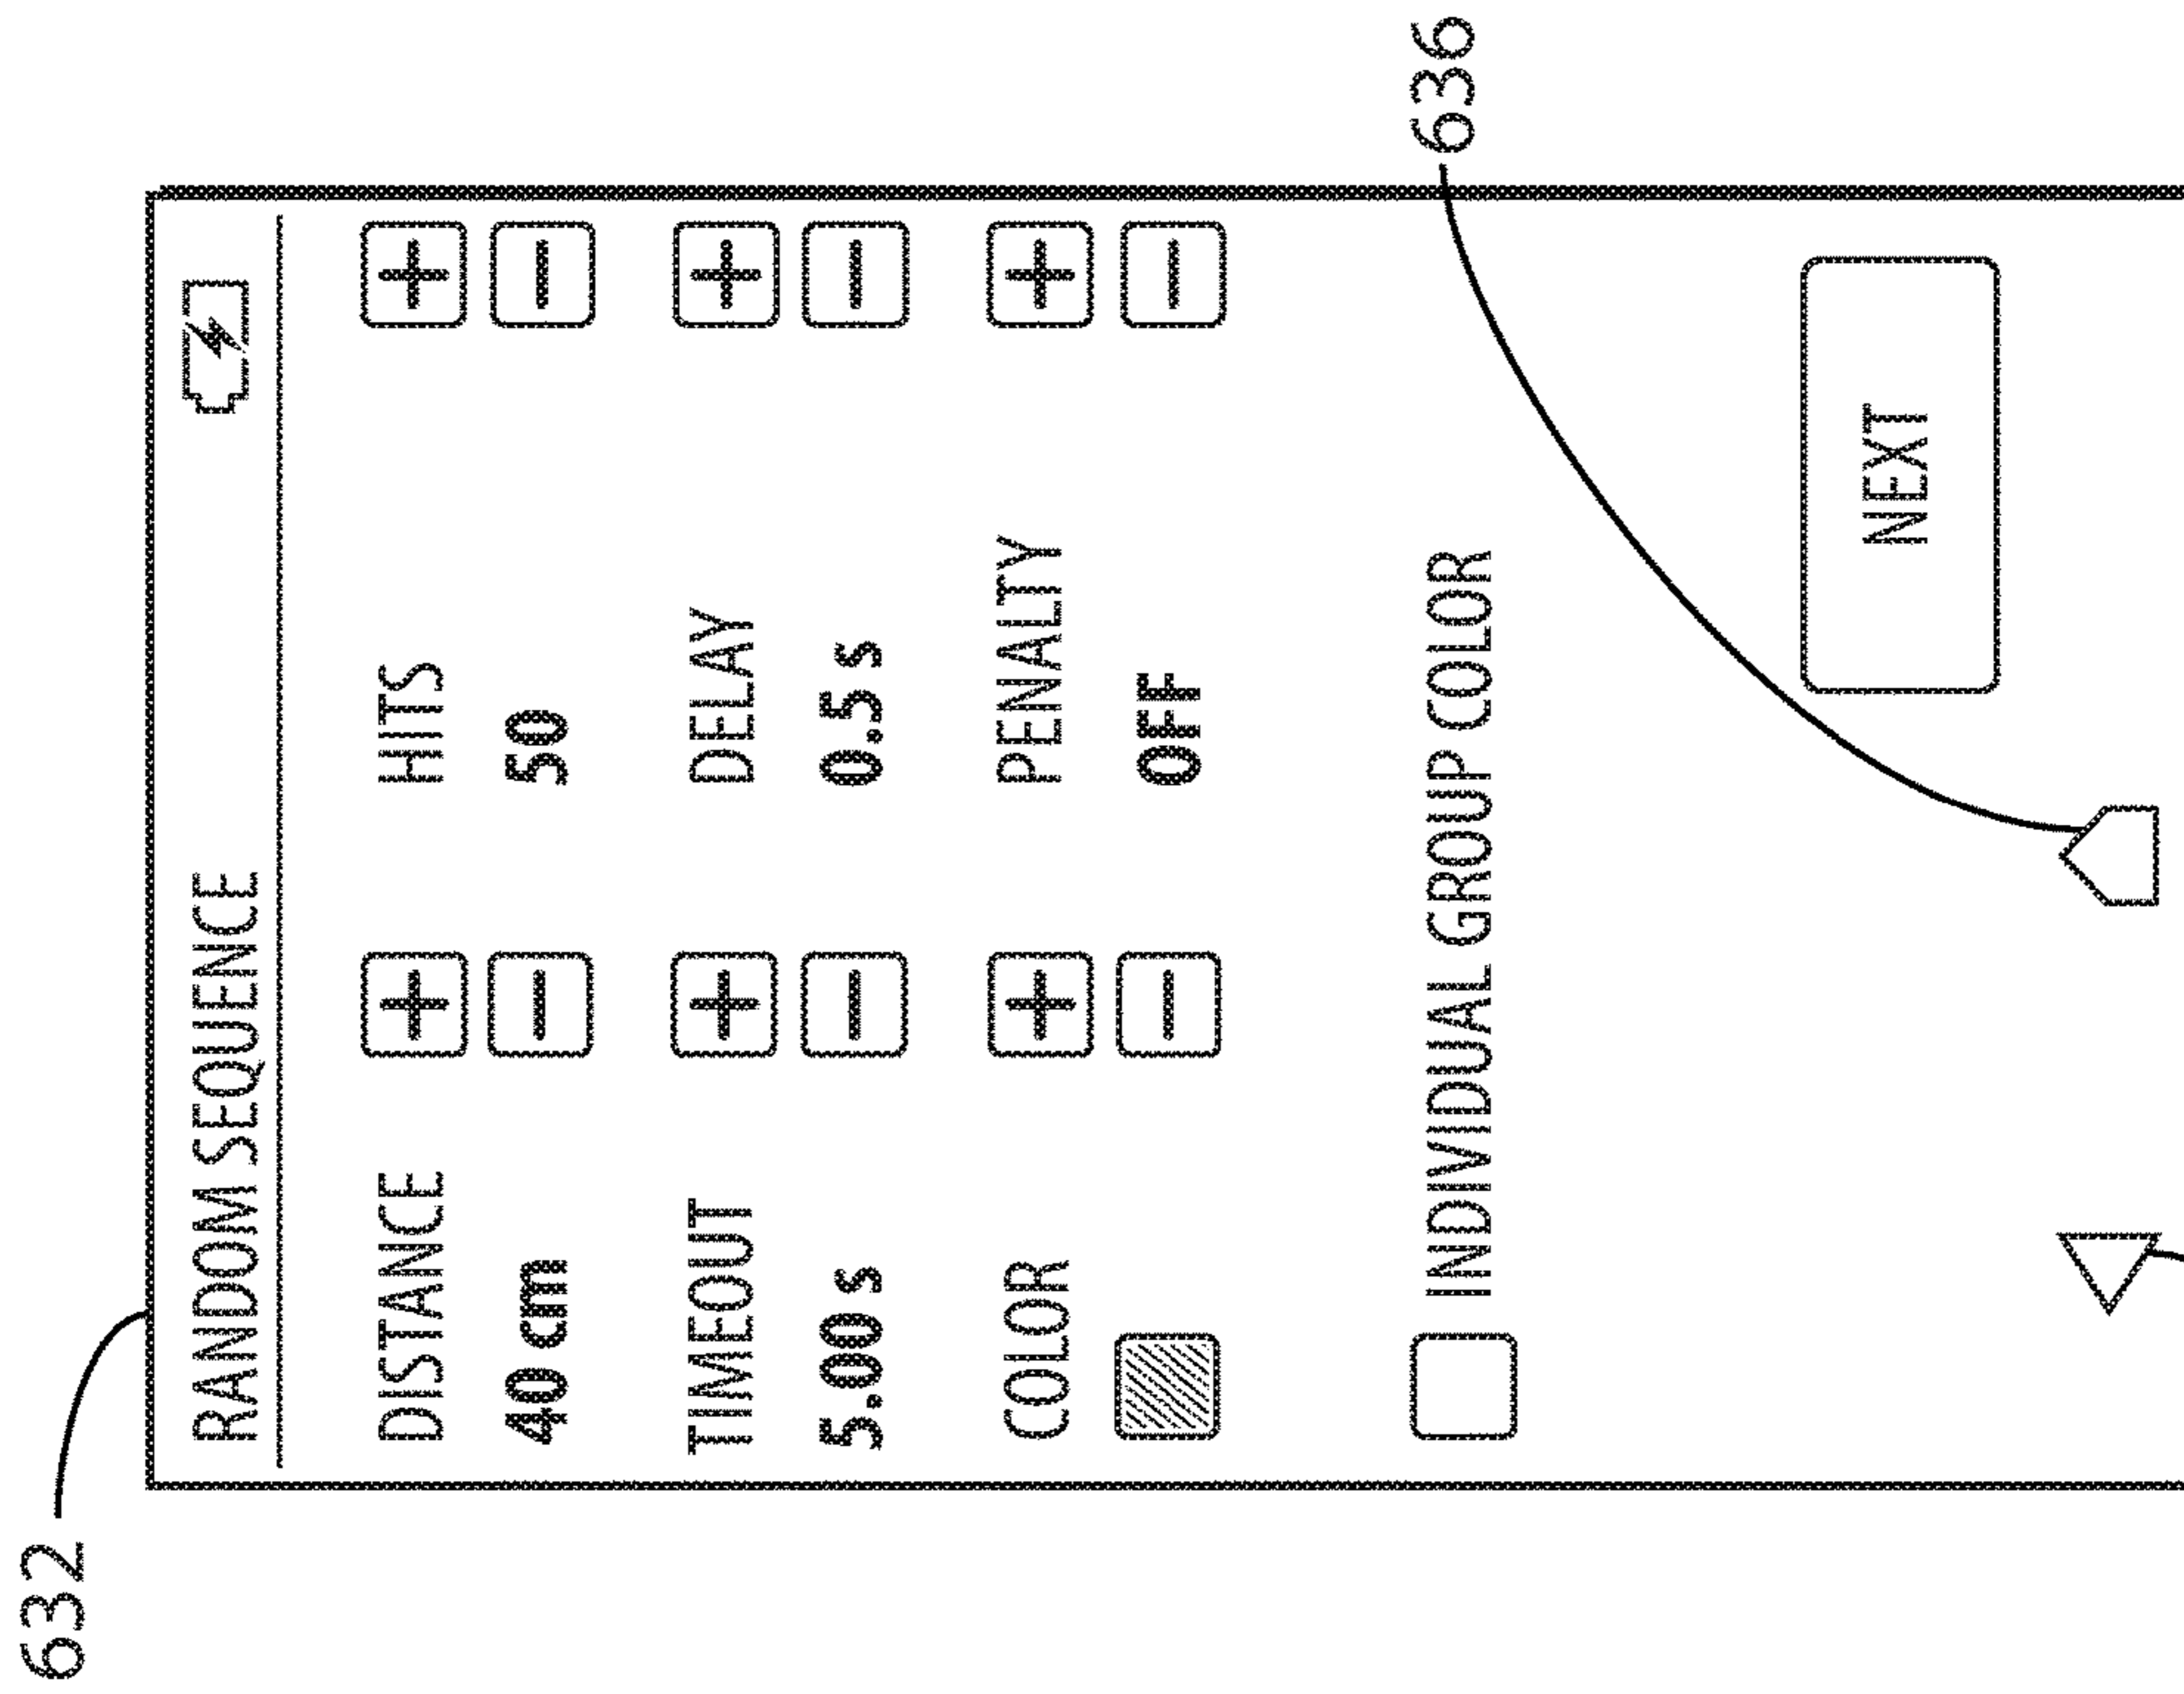 632
RANDOM SEQUENCE
DISTANCE HITS
40 cm 50
TIMEOUT DELAY
5.00 s 0.5 s
COLOR PENALTY
OFF
INDIVIDUAL GROUP COLOR
636
NEXT